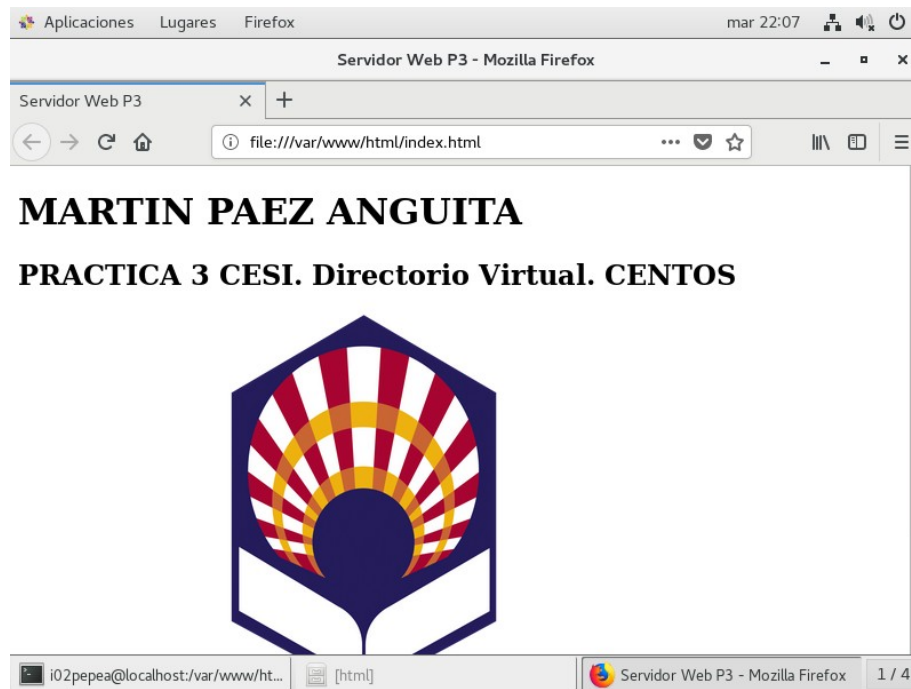 Aplicaciones Lugares Firefox mar 22:07
Servidor Web P3 - Mozilla Firefox
Servidor Web P3
file:///var/www/html/index.html
MARTIN PAEZ ANGUITA
PRACTICA 3 CESI. Directorio Virtual. CENTOS
i02pepea@localhost:/var/www/ht... [html] Servidor Web P3 - Mozilla Firefox 1 / 4